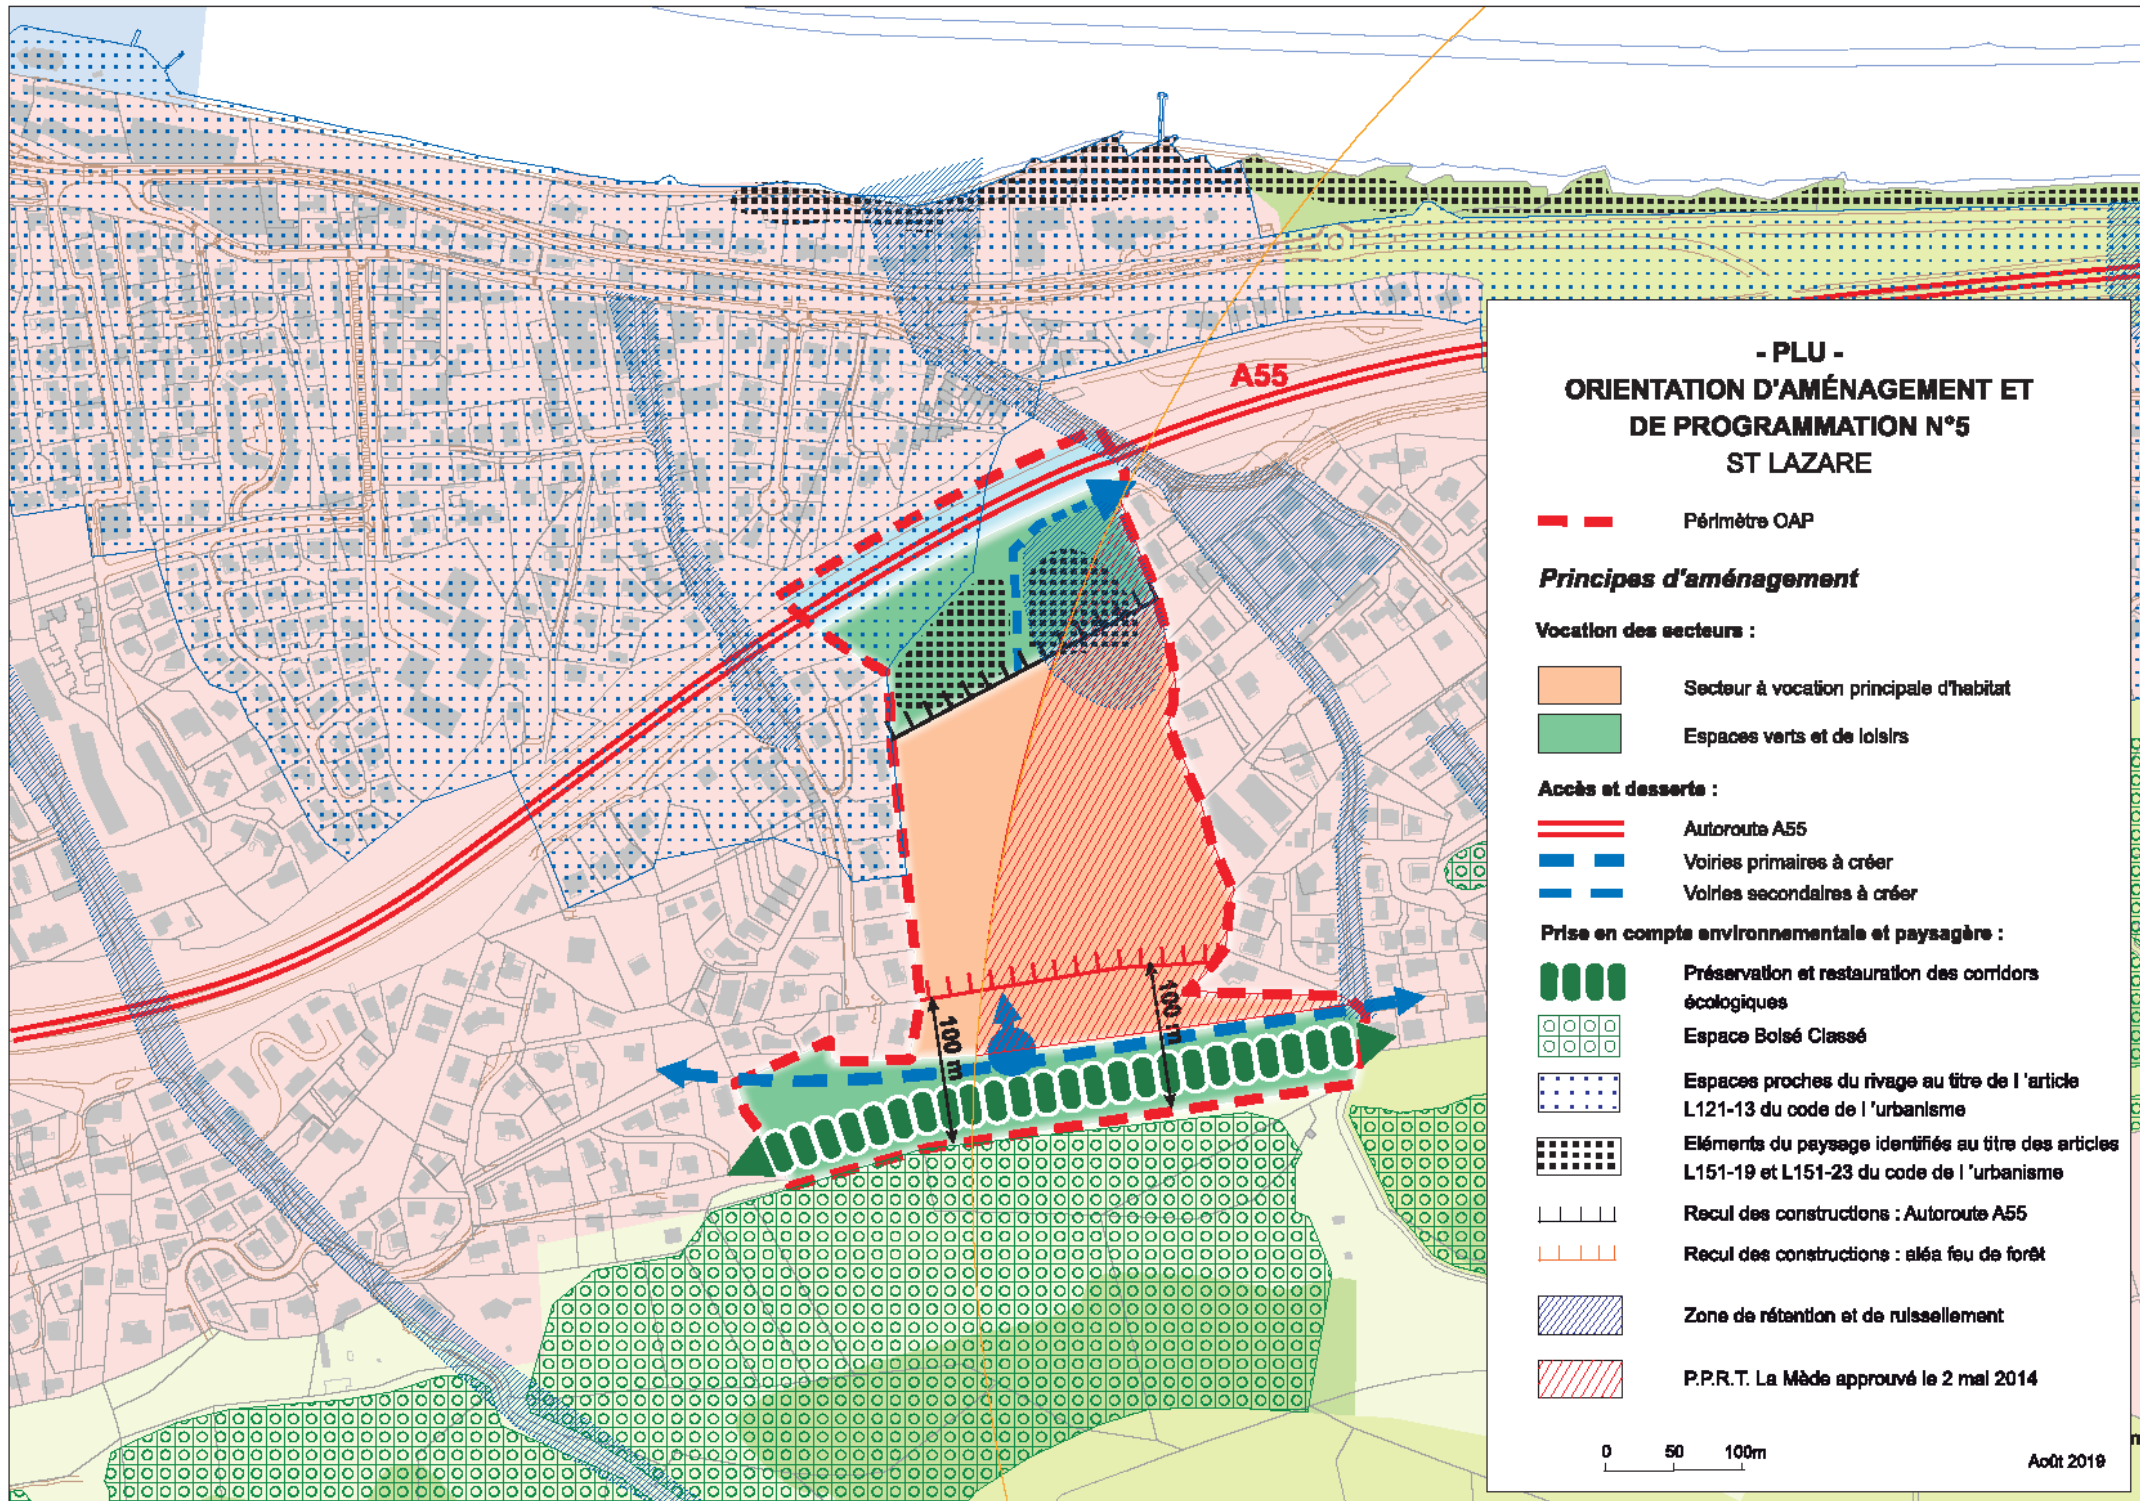 A55
100 m
100 m
- PLU -
ORIENTATION D'AMÉNAGEMENT ET
DE PROGRAMMATION N°5
ST LAZARE
Périmètre OAP
Principes d'aménagement
Vocation des secteurs :
Secteur à vocation principale d'habitat
Espaces verts et de loisirs
Accès et desserte :
Autoroute A55
Voiries primaires à créer
Voiries secondaires à créer
Prise en compte environnementale et paysagère :
Préservation et restauration des corridors
écologiques
Espace Boisé Classé
Espaces proches du rivage au titre de l 'article
L121-13 du code de l 'urbanisme
Eléments du paysage identifiés au titre des articles
L151-19 et L151-23 du code de l 'urbanisme
Recul des constructions : Autoroute A55
Recul des constructions : aléa feu de forêt
Zone de rétention et de ruissellement
P.P.R.T. La Mède approuvé le 2 mai 2014
0 50 100m
Août 2019